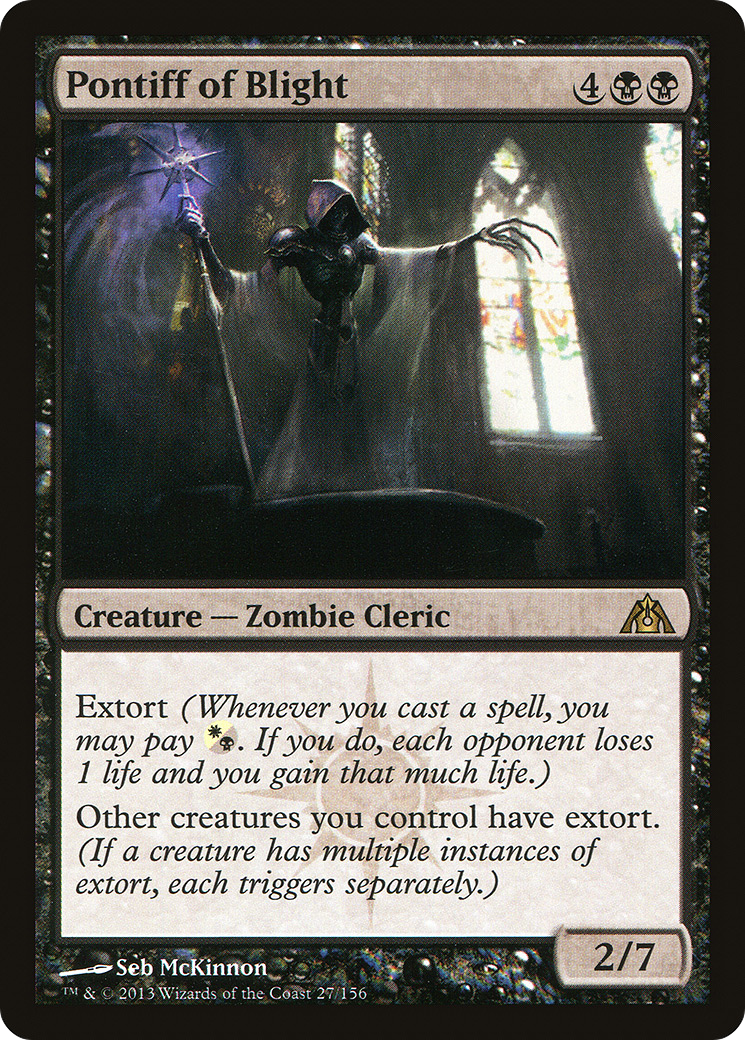 Pontiff of Blight 4
Creature — Zombie Cleric
Extort (Whenever you cast a spell, you
may pay . If you do, each opponent loses
1 life and you gain that much life.)
Other creatures you control have extort.
(If a creature has multiple instances of
extort, each triggers separately.)
2/7
Seb McKinnon
™ & © 2013 Wizards of the Coast 27/156